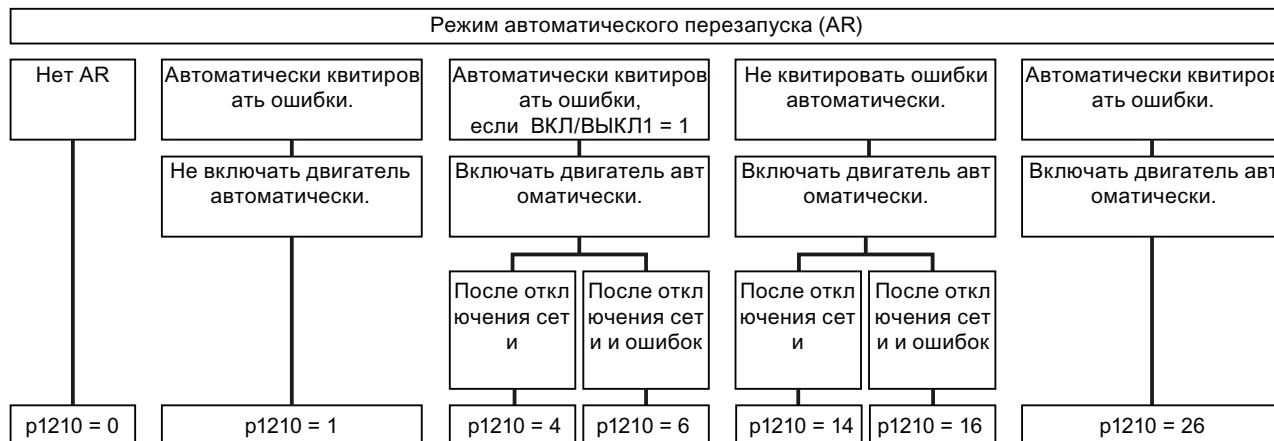 Режим автоматического перезапуска (AR)
Нет AR
Автоматически квитиров
ать ошибки.
Автоматически квитиров
ать ошибки,
если ВКЛ/ВЫКЛ1 = 1
Не квитировать ошибки
автоматически.
Автоматически квитиров
ать ошибки.
Не включать двигатель
автоматически.
Включать двигатель авт
оматически.
Включать двигатель авт
оматически.
Включать двигатель авт
оматически.
После откл
ючения сет
и
После откл
ючения сет
и и ошибок
После откл
ючения сет
и
После откл
ючения сет
и и ошибок
p1210 = 0
p1210 = 1
p1210 = 4
p1210 = 6
p1210 = 14
p1210 = 16
p1210 = 26